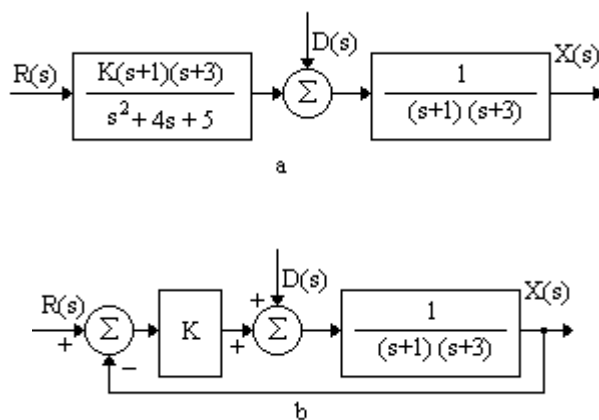 D(s)
R(s)
K(s+1)(s+3)
s² + 4s + 5
Σ
1
(s+1) (s+3)
X(s)
a
D(s)
R(s)
+
Σ
−
K
+
+
Σ
1
(s+1) (s+3)
X(s)
b